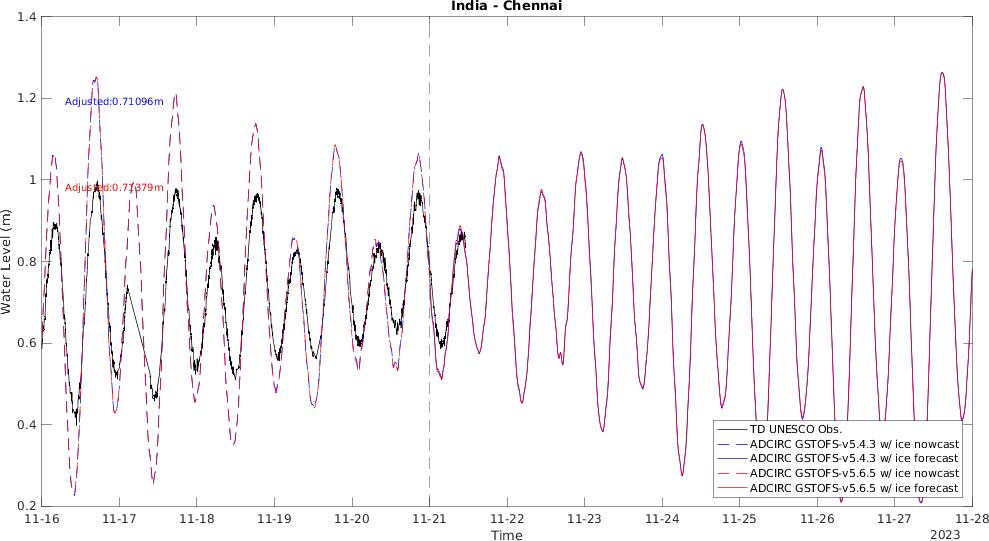 India - Chennai
1.4
1.2
1
0.8
0.6
0.4
0.2
Water Level (m)
Adjusted:0.71096m
Adjusted:0.71379m
TD UNESCO Obs.
ADCIRC GSTOFS-v5.4.3 w/ ice nowcast
ADCIRC GSTOFS-v5.4.3 w/ ice forecast
ADCIRC GSTOFS-v5.6.5 w/ ice nowcast
ADCIRC GSTOFS-v5.6.5 w/ ice forecast
11-16 11-17 11-18 11-19 11-20 11-21 11-22 11-23 11-24 11-25 11-26 11-27 11-28
Time
2023